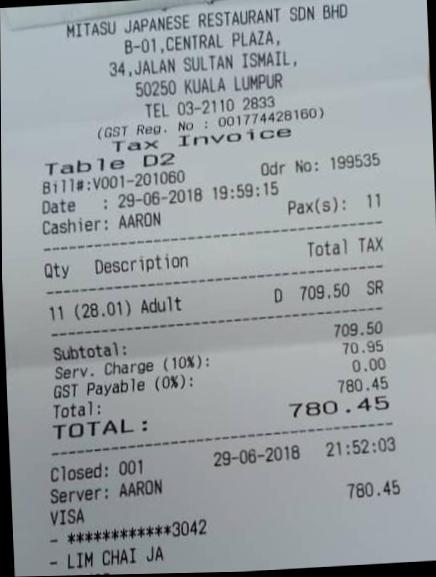 MITASU JAPANESE RESTAURANT SDN BHD
B-01,CENTRAL PLAZA,
34,JALAN SULTAN ISMAIL,
50250 KUALA LUMPUR
TEL 03-2110 2833
(GST Reg. No : 001774428160)
Tax Invoice
Table D2
Bill#:V001-201060 Odr No: 199535
Date : 29-06-2018 19:59:15
Cashier: AARON Pax(s): 11
Qty Description Total TAX
11 (28.01) Adult D 709.50 SR
Subtotal: 709.50
Serv. Charge (10%): 70.95
GST Payable (0%): 0.00
Total: 780.45
TOTAL: 780.45
Closed: 001 29-06-2018 21:52:03
Server: AARON
VISA 780.45
- ************3042
- LIM CHAI JA